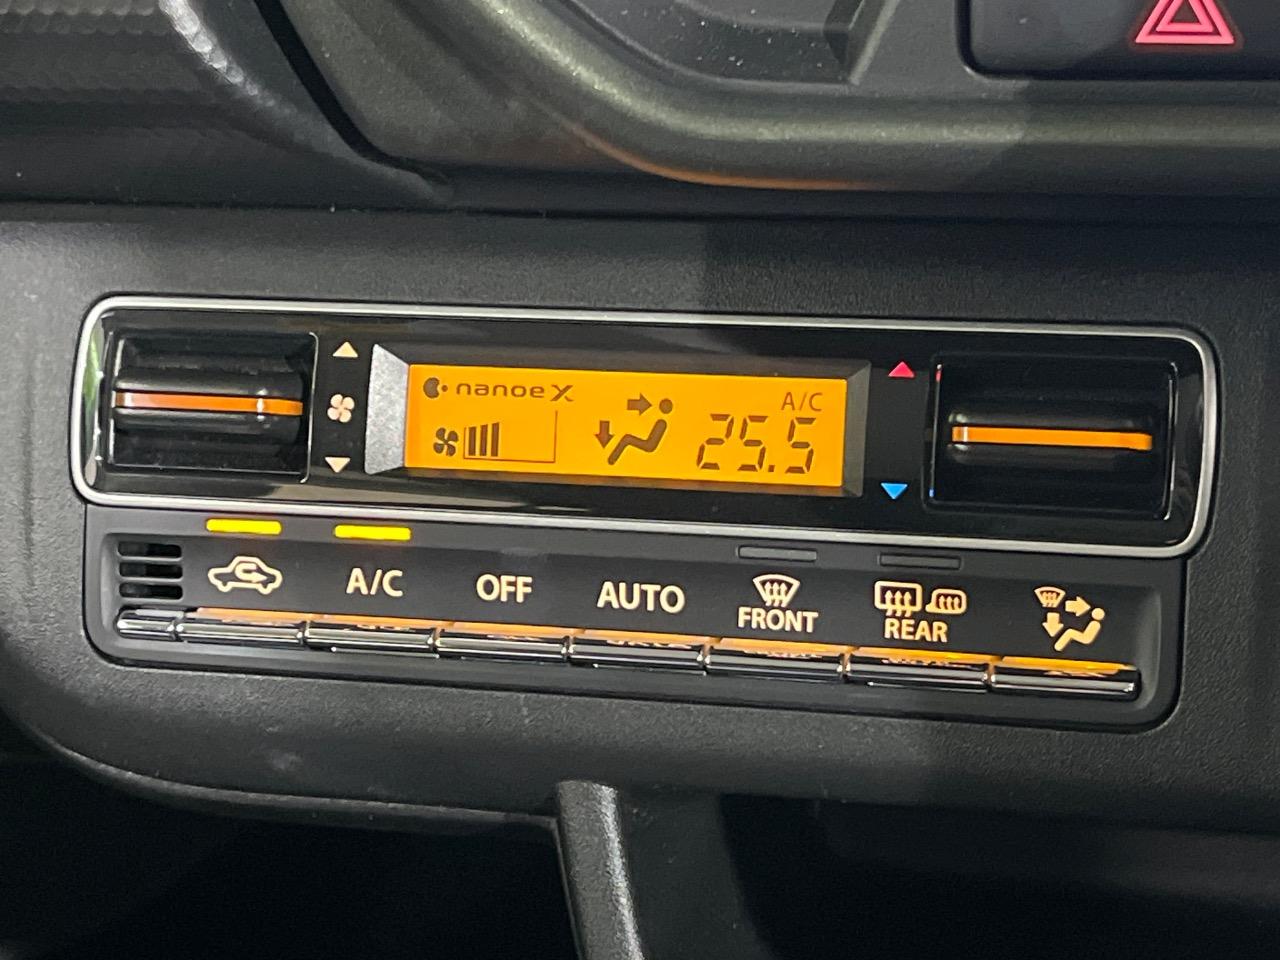 nanoe X
A/C
25.5
A/C
OFF
AUTO
FRONT
REAR